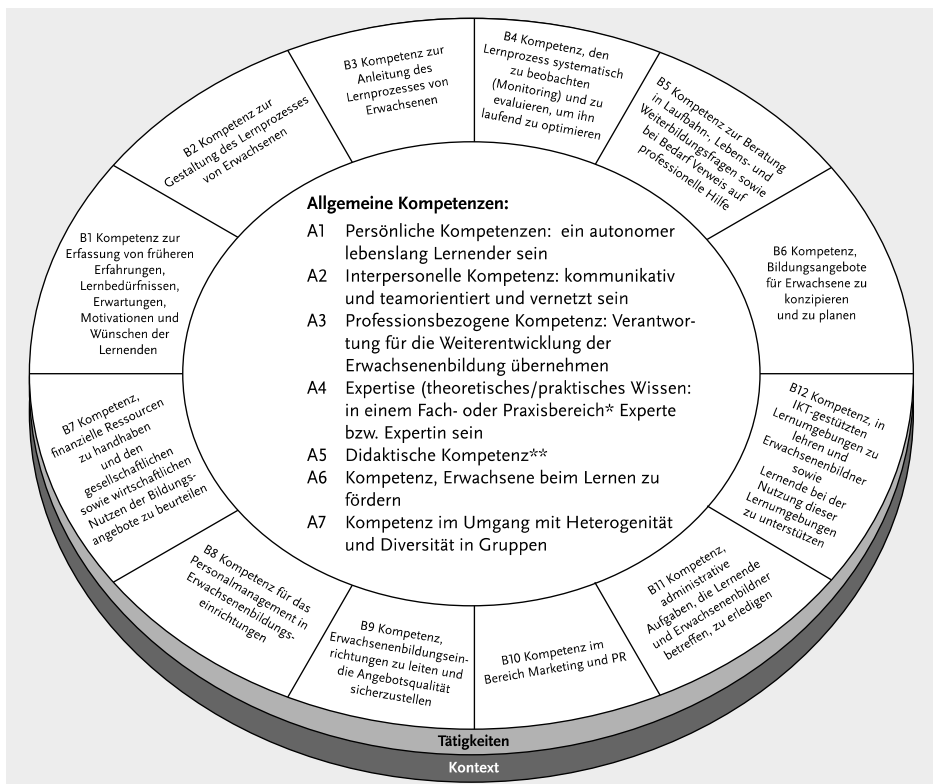 B1 Kompetenz zur
Erfassung von früheren
Erfahrungen,
Lernbedürfnissen,
Erwartungen,
Motivationen und
Wünschen der
Lernenden
B2 Kompetenz zur
Gestaltung des Lernprozesses
von Erwachsenen
B3 Kompetenz zur
Anleitung des
Lernprozesses von
Erwachsenen
B4 Kompetenz, den
Lernprozess systematisch
zu beobachten
(Monitoring) und zu
evaluieren, um ihn
laufend zu optimieren
B5 Kompetenz zur Beratung
in Laufbahn-, Lebens- und
Weiterbildungsfragen sowie
bei Bedarf Verweis auf
professionelle Hilfe
B6 Kompetenz,
Bildungsangebote
für Erwachsene zu
konzipieren
und zu planen
Allgemeine Kompetenzen:
A1 Persönliche Kompetenzen: ein autonomer
lebenslang Lernender sein
A2 Interpersonelle Kompetenz: kommunikativ
und teamorientiert und vernetzt sein
A3 Professionsbezogene Kompetenz: Verantwor-
tung für die Weiterentwicklung der
Erwachsenenbildung übernehmen
A4 Expertise (theoretisches/praktisches Wissen:
in einem Fach- oder Praxisbereich* Experte
bzw. Expertin sein
A5 Didaktische Kompetenz**
A6 Kompetenz, Erwachsene beim Lernen zu
fördern
A7 Kompetenz im Umgang mit Heterogenität
und Diversität in Gruppen
B7 Kompetenz,
finanzielle Ressourcen
zu handhaben
und den
gesellschaftlichen
sowie wirtschaftlichen
Nutzen der Bildungs-
angebote zu beurteilen
B8 Kompetenz für das
Personalmanagement in
Erwachsenenbildungs-
einrichtungen
B9 Kompetenz,
Erwachsenenbildungsein-
richtungen zu leiten und
die Angebotsqualität
sicherzustellen
B10 Kompetenz im
Bereich Marketing und PR
B11 Kompetenz,
administrative
Aufgaben, die Lernende
und Erwachsenenbildner
betreffen, zu erledigen
B12 Kompetenz, in
IKT-gestützten
Lernumgebungen zu
lehren und
Erwachsenenbildner
sowie
Lernende bei der
Nutzung dieser
Lernumgebungen
zu unterstützen
Tätigkeiten
Kontext